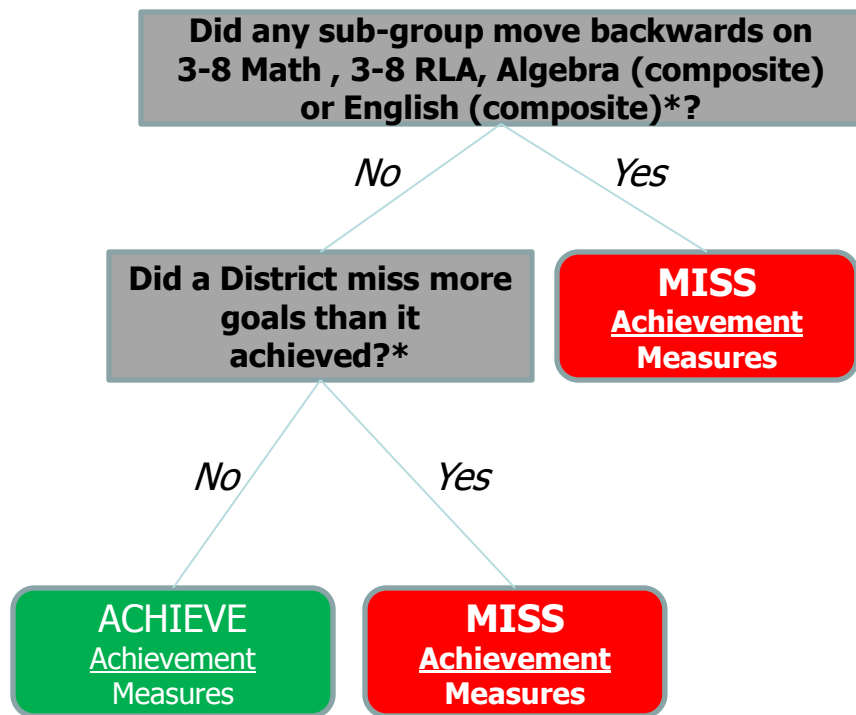 Did any sub-group move backwards on
3-8 Math , 3-8 RLA, Algebra (composite)
or English (composite)*?
No
Yes
Did a District miss more
goals than it
achieved?*
MISS
Achievement
Measures
No
Yes
ACHIEVE
Achievement
Measures
MISS
Achievement
Measures